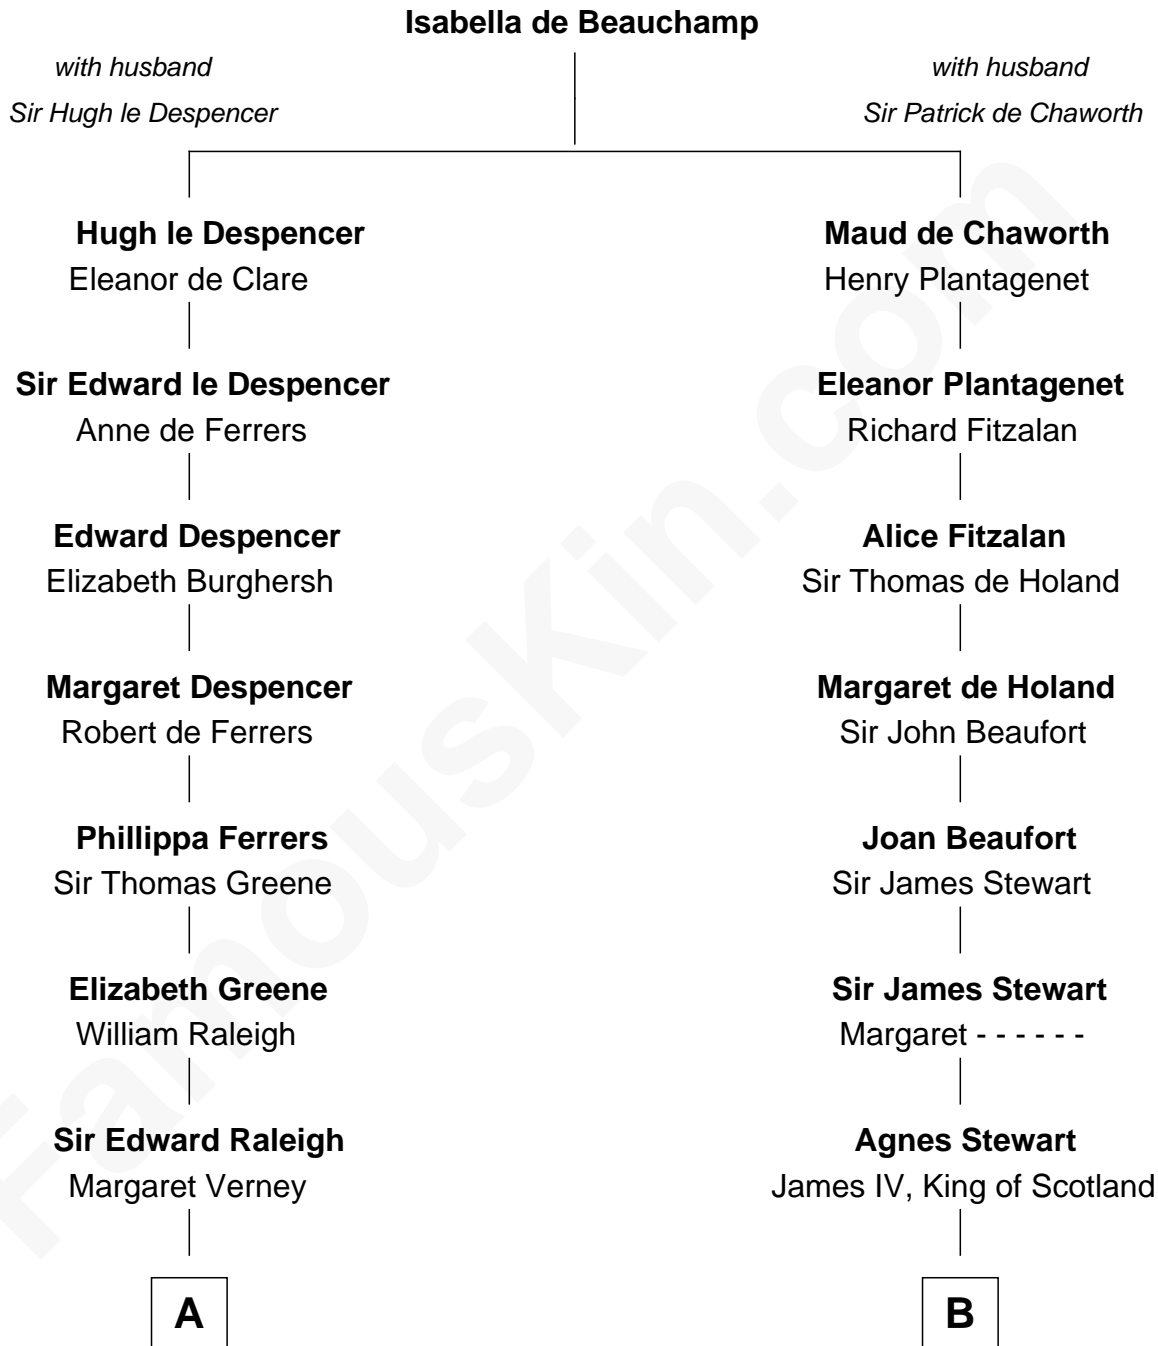 Isabella de Beauchamp
with husband
Sir Hugh le Despencer
with husband
Sir Patrick de Chaworth
Hugh le Despencer
Eleanor de Clare
Maud de Chaworth
Henry Plantagenet
Sir Edward le Despencer
Anne de Ferrers
Eleanor Plantagenet
Richard Fitzalan
Edward Despencer
Elizabeth Burghersh
Alice Fitzalan
Sir Thomas de Holand
Margaret Despencer
Robert de Ferrers
Margaret de Holand
Sir John Beaufort
Phillippa Ferrers
Sir Thomas Greene
Joan Beaufort
Sir James Stewart
Elizabeth Greene
William Raleigh
Sir James Stewart
Margaret - - - - - -
Sir Edward Raleigh
Margaret Verney
Agnes Stewart
James IV, King of Scotland
A
B
FamousKin.com